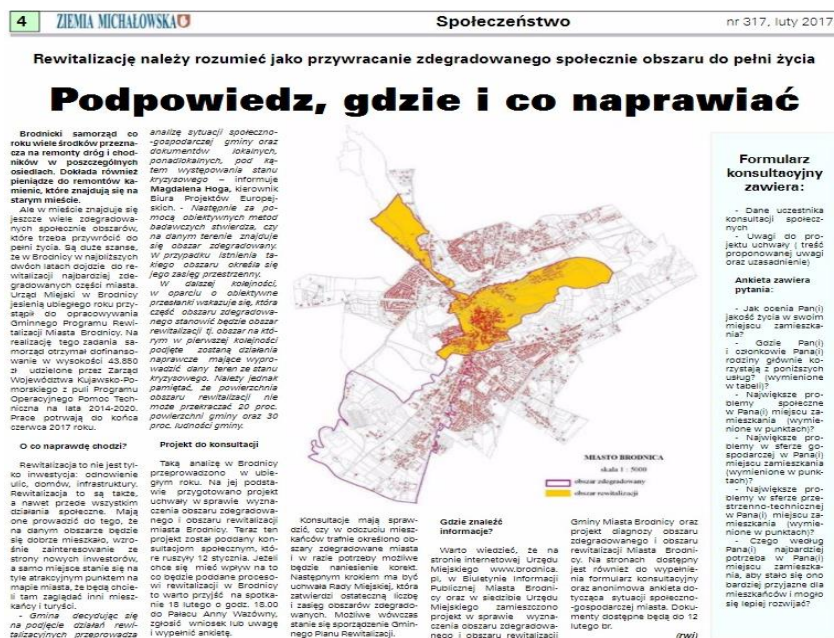 4
ZIEMIA MICHAŁOWSKA
Społeczeństwo
nr 317, luty 2017
Rewitalizację należy rozumieć jako przywracanie zdegradowanego społecznie obszaru do pełni życia
Podpowiedz, gdzie i co naprawiać
Brodnicki samorząd co
roku wiele środków przezna-
cza na remonty dróg i chod-
ników w poszczególnych
osiedlach. Dokłada również
pieniądze do remontów ka-
mienic, które znajdują się na
starym mieście.
Ale w mieście znajduje się
jeszcze wiele zdegradowa-
nych społecznie obszarów,
które trzeba przywrócić do
pełni życia. Są duże szanse,
że w Brodnicy w najbliższych
dwóch latach dojdzie do re-
witalizacji najbardziej zde-
gradowanych części miasta.
Urząd Miejski w Brodnicy
jesienią ubiegłego roku przy-
stąpił do opracowywania
Gminnego Programu Rewi-
talizacji Miasta Brodnicy. Na
realizację tego zadania sa-
morząd otrzymał dofinanso-
wanie w wysokości 43.850
zł udzielone przez Zarząd
Województwa Kujawsko-Po-
morskiego z puli Programu
Operacyjnego Pomoc Tech-
niczna na lata 2014-2020.
Prace potrwają do końca
czerwca 2017 roku.
O co naprawdę chodzi?
Rewitalizacja to nie jest tyl-
ko inwestycja: odnowienie
ulic, domów, infrastruktury.
Rewitalizacja to są także,
a nawet przede wszystkim
działania społeczne. Mają
one prowadzić do tego, że
na danym obszarze będzie
się dobrze mieszkało, wzro-
śnie zainteresowanie ze
strony nowych inwestorów,
a samo miejsce stanie się na
tyle atrakcyjnym punktem na
mapie miasta, że będą chcie-
li tam zaglądać inni miesz-
kańcy i turyści.
- Gmina decydując się
na podjęcie działań rewi-
talizacyjnych przeprowadza
analizę sytuacji społeczno-
-gospodarczej gminy oraz
dokumentów lokalnych,
ponadlokalnych, pod ką-
tem występowania stanu
kryzysowego – informuje
Magdalena Hoga, kierownik
Biura Projektów Europej-
skich. - Następnie za po-
mocą obiektywnych metod
badawczych stwierdza, czy
na danym terenie znajduje
się obszar zdegradowany.
W przypadku istnienia ta-
kiego obszaru określa się
jego zasięg przestrzenny.
W dalszej kolejności,
w oparciu o obiektywne
przesłanki wskazuje się, która
część obszaru zdegradowa-
nego stanowić będzie obszar
rewitalizacji tj. obszar na któ-
rym w pierwszej kolejności
podjęte zostaną działania
naprawcze mające wypro-
wadzić dany teren ze stanu
kryzysowego. Należy jednak
pamiętać, że powierzchnia
obszaru rewitalizacji nie
może przekraczać 20 proc.
powierzchni gminy oraz 30
proc. ludności gminy.
Projekt do konsultacji
Taką analizę w Brodnicy
przeprowadzono w ubie-
głym roku. Na jej podsta-
wie przygotowano projekt
uchwały w sprawie wyzna-
czenia obszaru zdegradowa-
nego i obszaru rewitalizacji
miasta Brodnicy. Teraz ten
projekt został poddany kon-
sultacjom społecznym, któ-
re ruszyły 12 stycznia. Jeżeli
chce się mieć wpływ na to
co będzie poddane proceso-
wi rewitalizacji w Brodnicy
to warto przyjść na spotka-
nie 18 lutego o godz. 18.00
do Pałacu Anny Wazówny,
zgłosić wniosek lub uwagę
i wypełnić ankietę.
MIASTO BRODNICA
skala 1 : 5000
obszar zdegradowany
obszar rewitalizacji
Konsultacje mają spraw-
dzić, czy w odczuciu miesz-
kańców trafnie określono ob-
szary zdegradowane miasta
i w razie potrzeby możliwe
będzie naniesienie korekt.
Następnym krokiem ma być
uchwała Rady Miejskiej, która
zatwierdzi ostateczną liczbę
i zasięg obszarów zdegrado-
wanych. Możliwe wówczas
stanie się sporządzenie Gmin-
nego Planu Rewitalizacji.
Gdzie znaleźć
informacje?
Warto wiedzieć, że na
stronie internetowej Urzędu
Miejskiego www.brodnica.
pl, w Biuletynie Informacji
Publicznej Miasta Brodni-
cy oraz w siedzibie Urzędu
Miejskiego zamieszczono
projekt w sprawie wyzna-
czenia obszaru zdegradowa-
nego i obszaru rewitalizacji
Gminy Miasta Brodnicy oraz
projekt diagnozy obszaru
zdegradowanego i obszaru
rewitalizacji Miasta Brodni-
cy. Na stronach dostępny
jest również do wypełnie-
nia formularz konsultacyjny
oraz anonimowa ankieta do-
tycząca sytuacji społeczno-
-gospodarczej miasta. Doku-
menty dostępne będą do 12
lutego br.
(rwi)
Formularz
konsultacyjny
zawiera:
- Dane uczestnika
konsultacji społecz-
nych
- Uwagi do pro-
jektu uchwały ( treść
proponowanej uwagi
oraz uzasadnienie)
Ankieta zawiera
pytania:
- Jak ocenia Pan(i)
jakość życia w swoim
miejscu zamieszka-
nia?
- Gdzie Pan(i)
i członkowie Pana(i)
rodziny głównie ko-
rzystają z poniższych
usług? (wymienione
w tabeli)?
- Największe pro-
blemy społeczne
w Pana(i) miejscu za-
mieszkania (wymie-
nione w punktach)?
- Największe pro-
blemy w sferze go-
spodarczej w Pana(i)
miejscu zamieszkania
(wymienione w punk-
tach)?
- Największe pro-
blemy w sferze prze-
strzenno-technicznej
w Pana(i) miejscu za-
mieszkania (wymie-
nione w punktach)?
- Czego według
Pana(i) najbardziej
potrzeba w Pana(i)
miejscu zamieszka-
nia, aby stało się ono
bardziej przyjazne dla
mieszkańców i mogło
się lepiej rozwijać?